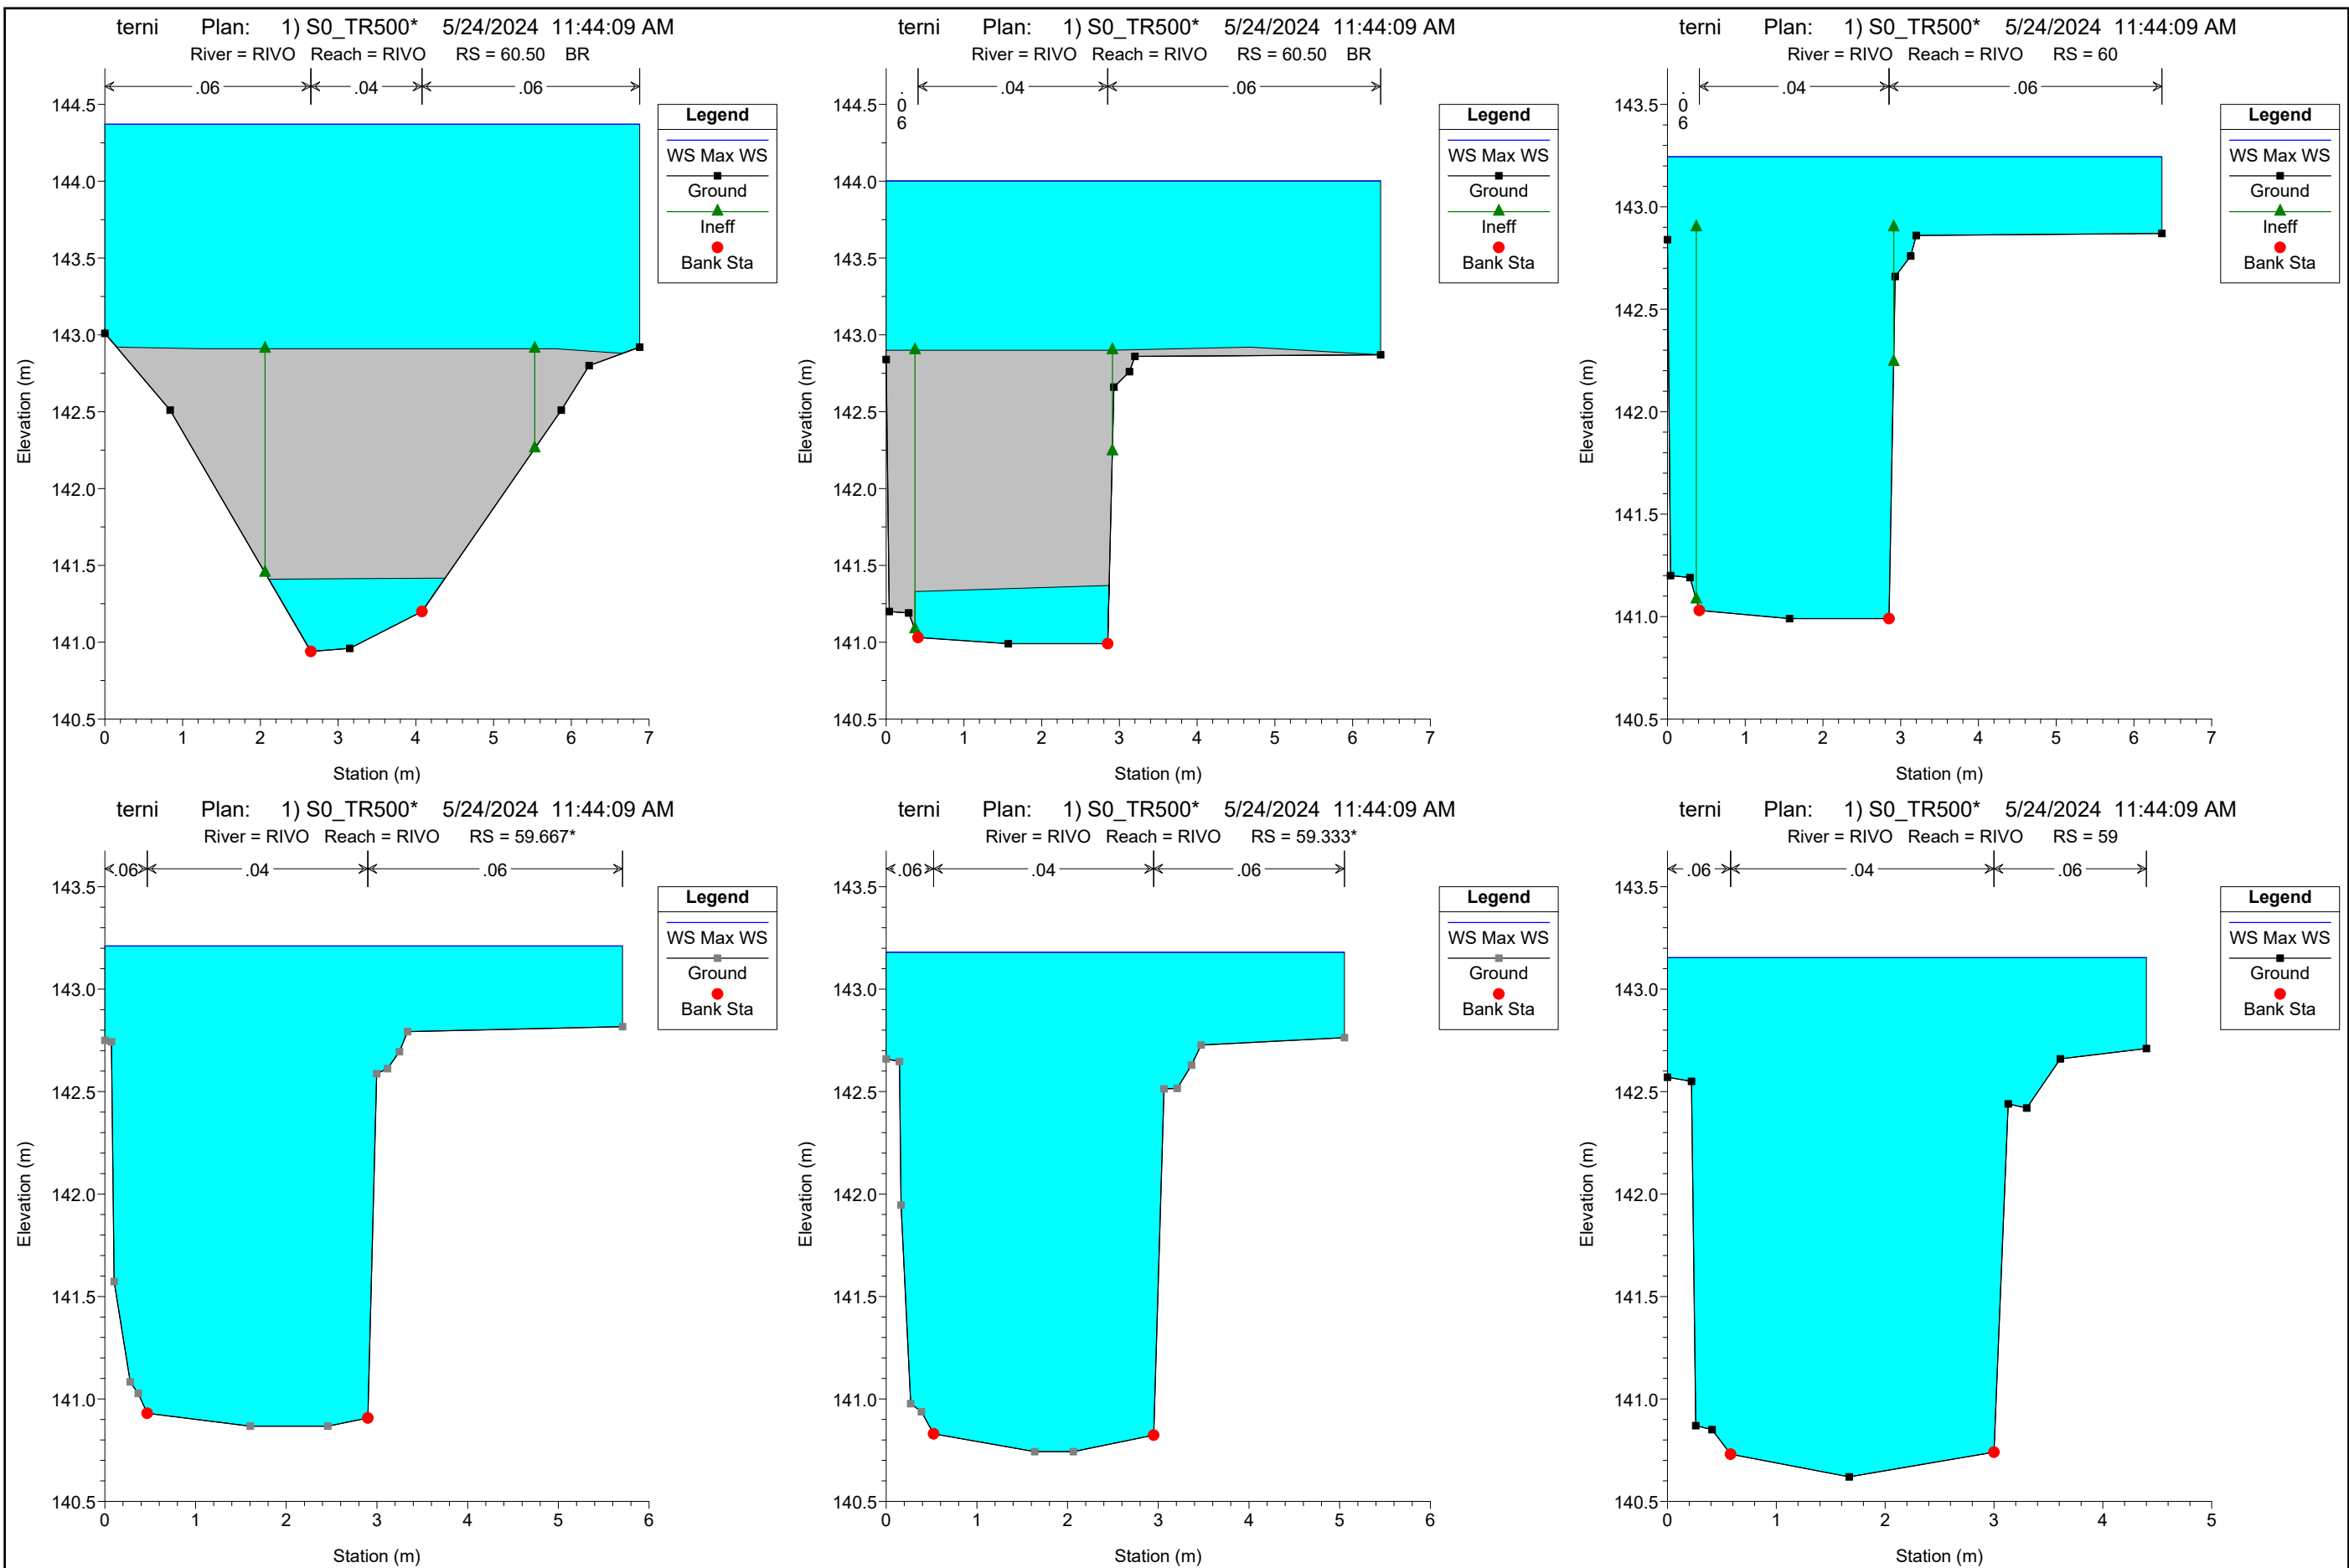 terni Plan: 1) S0_TR500* 5/24/2024 11:44:09 AM
River = RIVO Reach = RIVO RS = 60.50 BR
.06 .04 .06
Legend
WS Max WS
Ground
Ineff
Bank Sta
144.5
144.0
143.5
143.0
142.5
142.0
141.5
141.0
140.5
Elevation (m)
0 1 2 3 4 5 6 7
Station (m)
terni Plan: 1) S0_TR500* 5/24/2024 11:44:09 AM
River = RIVO Reach = RIVO RS = 60.50 BR
.06 .04 .06
Legend
WS Max WS
Ground
Ineff
Bank Sta
144.5
144.0
143.5
143.0
142.5
142.0
141.5
141.0
140.5
Elevation (m)
0 1 2 3 4 5 6 7
Station (m)
terni Plan: 1) S0_TR500* 5/24/2024 11:44:09 AM
River = RIVO Reach = RIVO RS = 60
.06 .04 .06
Legend
WS Max WS
Ground
Ineff
Bank Sta
143.5
143.0
142.5
142.0
141.5
141.0
140.5
Elevation (m)
0 1 2 3 4 5 6 7
Station (m)
terni Plan: 1) S0_TR500* 5/24/2024 11:44:09 AM
River = RIVO Reach = RIVO RS = 59.667*
.06 .04 .06
Legend
WS Max WS
Ground
Bank Sta
143.5
143.0
142.5
142.0
141.5
141.0
140.5
Elevation (m)
0 1 2 3 4 5 6
Station (m)
terni Plan: 1) S0_TR500* 5/24/2024 11:44:09 AM
River = RIVO Reach = RIVO RS = 59.333*
.06 .04 .06
Legend
WS Max WS
Ground
Bank Sta
143.5
143.0
142.5
142.0
141.5
141.0
140.5
Elevation (m)
0 1 2 3 4 5 6
Station (m)
terni Plan: 1) S0_TR500* 5/24/2024 11:44:09 AM
River = RIVO Reach = RIVO RS = 59
.06 .04 .06
Legend
WS Max WS
Ground
Bank Sta
143.5
143.0
142.5
142.0
141.5
141.0
140.5
Elevation (m)
0 1 2 3 4 5
Station (m)